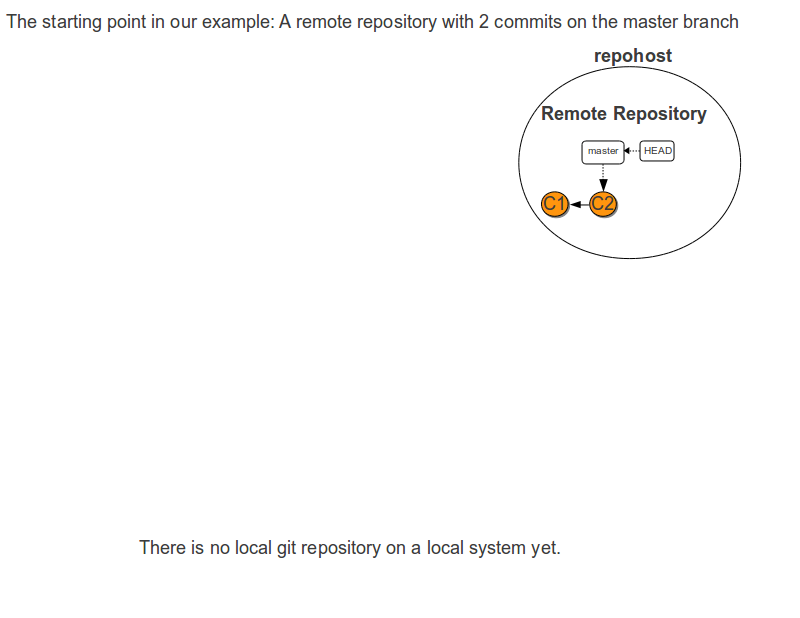 The starting point in our example: A remote repository with 2 commits on the master branch
repohost
Remote Repository
master HEAD
C1 C2
There is no local git repository on a local system yet.